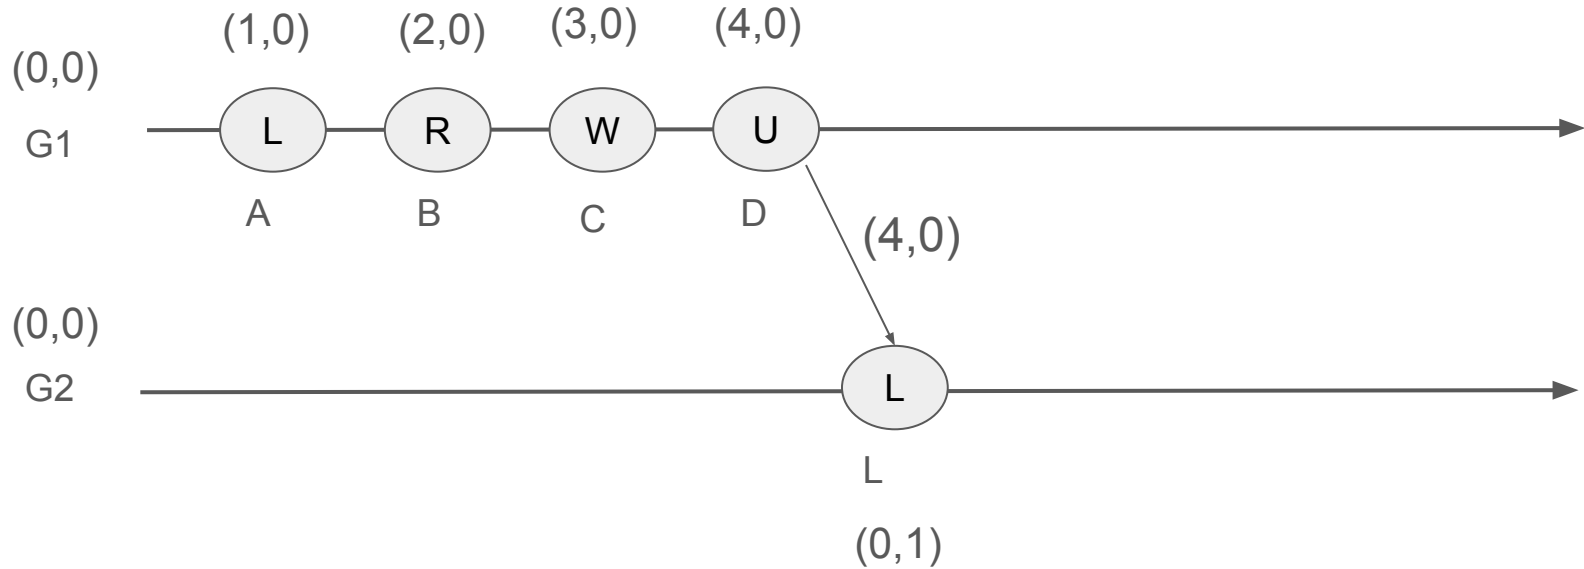 (1,0) (2,0) (3,0) (4,0)
(0,0)
L R W U
G1
A B C D
(4,0)
(0,0)
G2
L
L
(0,1)